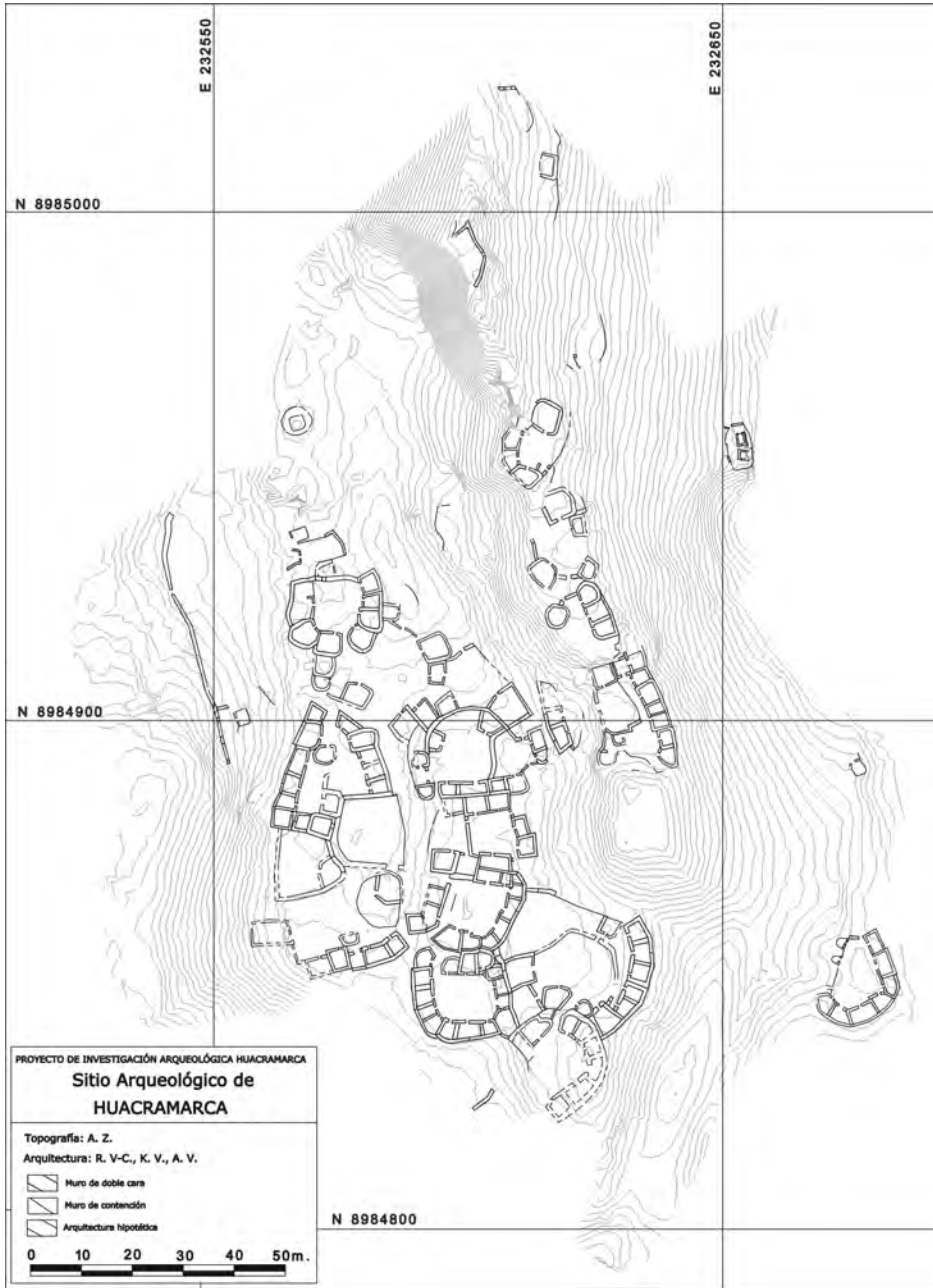 E 232550
E 232650
N 8985000
N 8984900
PROYECTO DE INVESTIGACIÓN ARQUEOLÓGICA HUACRAMARCA
Sitio Arqueológico de
HUACRAMARCA
Topografía: A. Z.
Arquitectura: R. V-C., K. V., A. V.
Muro de doble cara
Muro de contención
Arquitectura hipotética
0 10 20 30 40 50m.
N 8984800